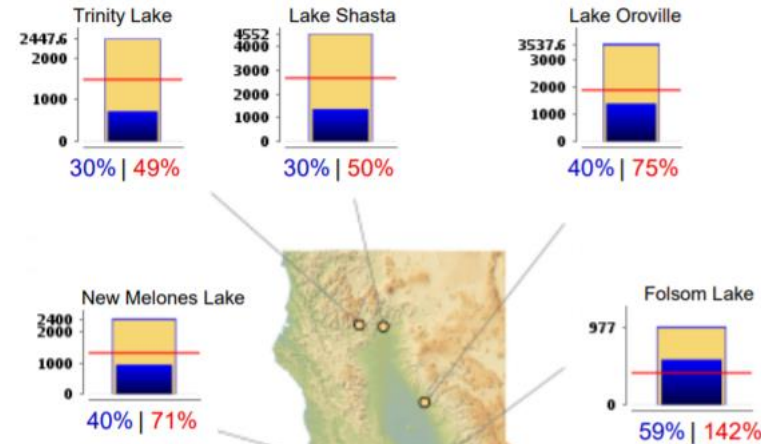 Trinity Lake
2447.6
2000
1000
0
30% | 49%
Lake Shasta
4552
4000
3000
2000
1000
0
30% | 50%
Lake Oroville
3537.6
3000
2000
1000
0
40% | 75%
New Melones Lake
2400
2000
1000
0
40% | 71%
Folsom Lake
977
0
59% | 142%